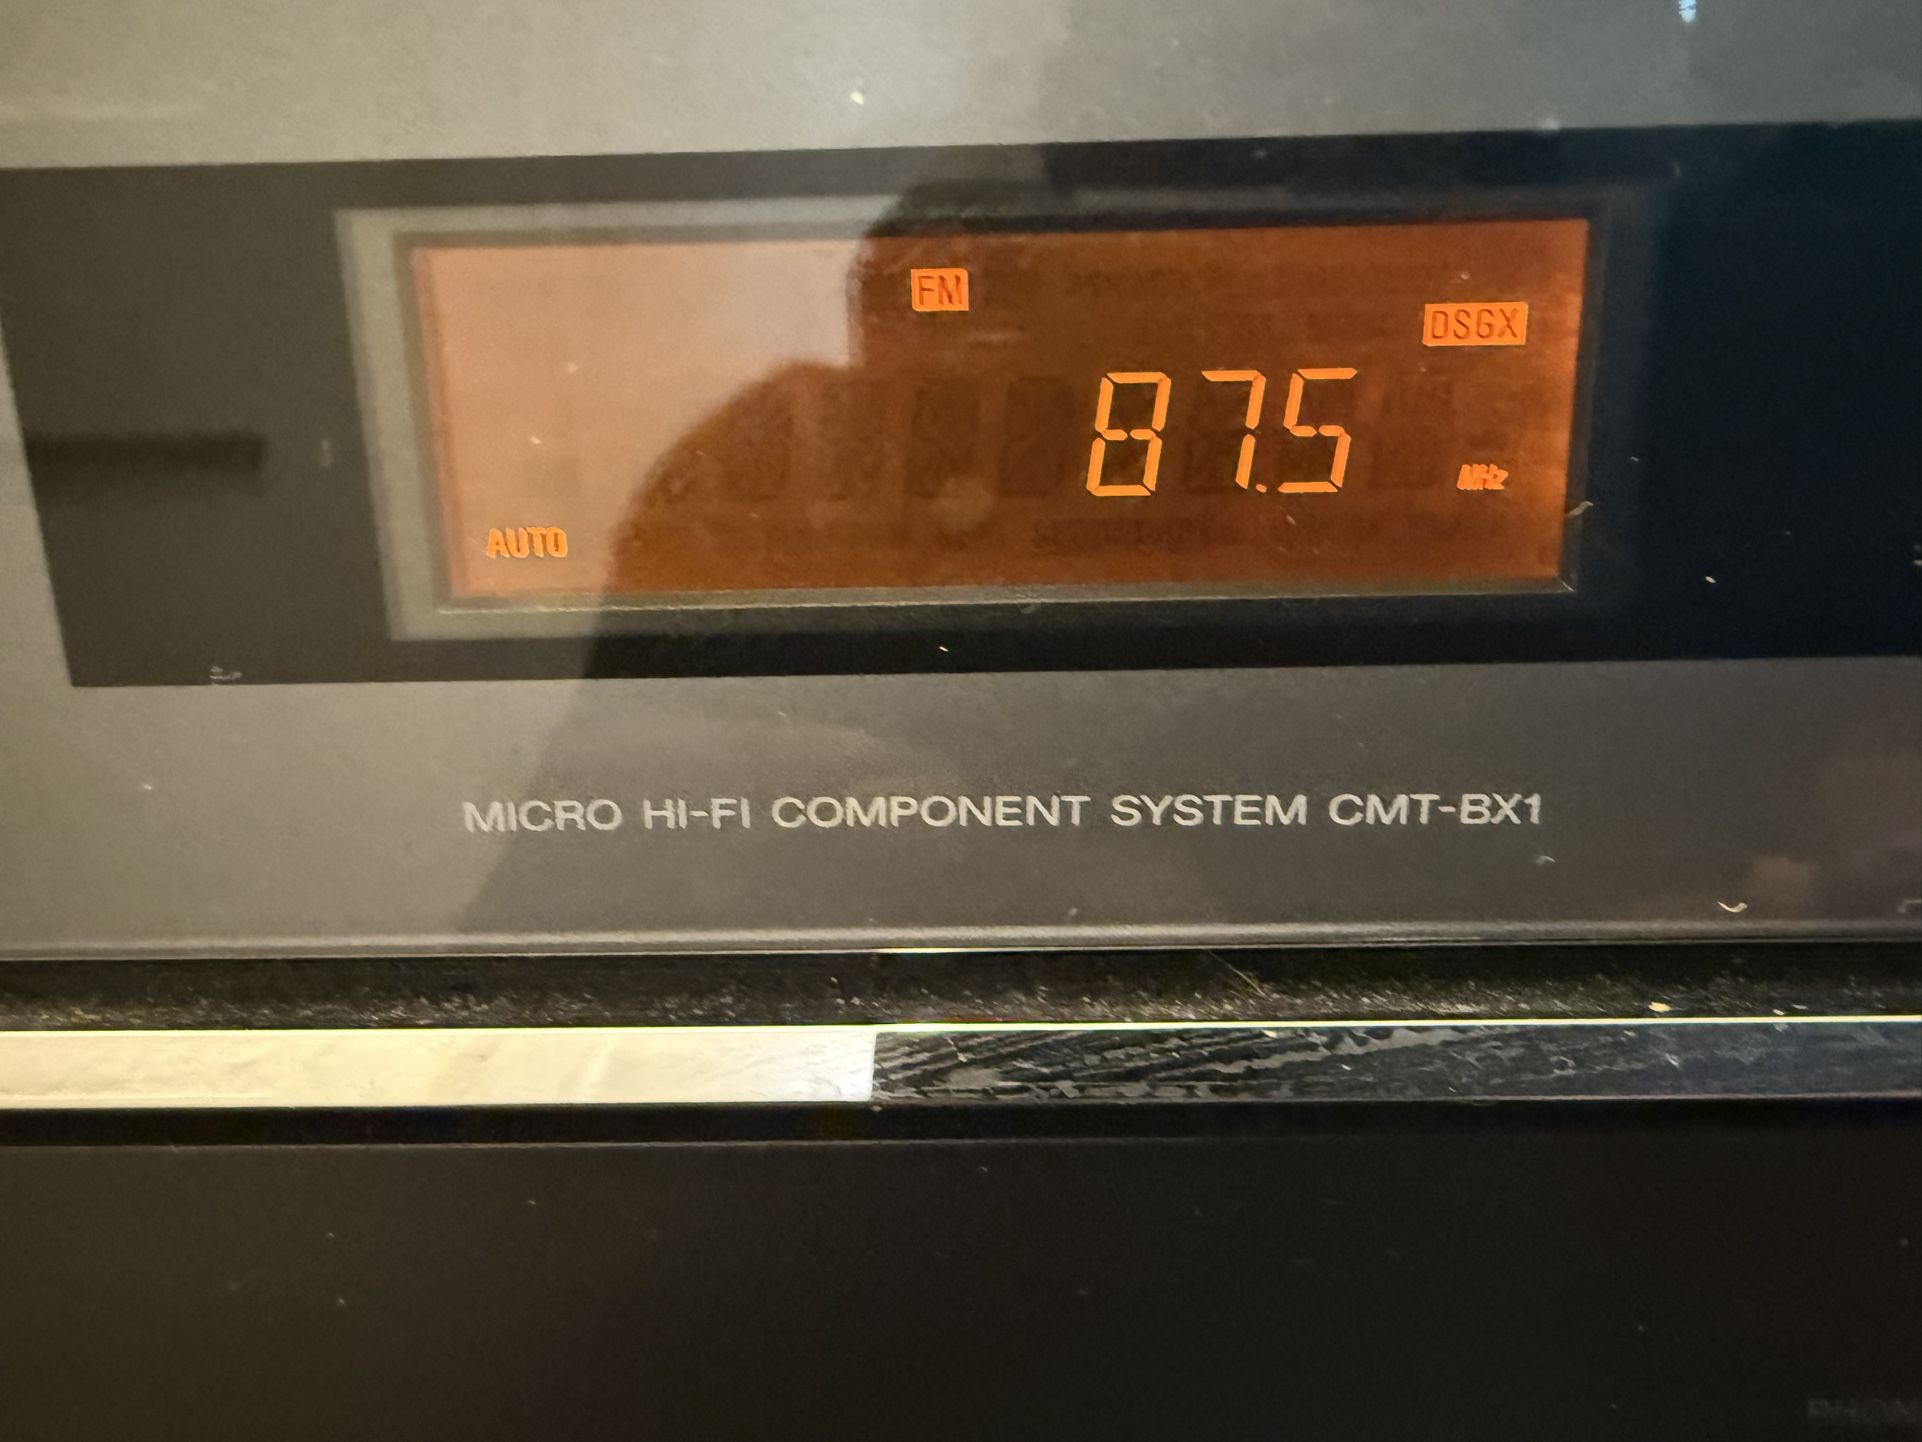 FM
DSGX
87.5 MHz
AUTO
MICRO HI-FI COMPONENT SYSTEM CMT-BX1